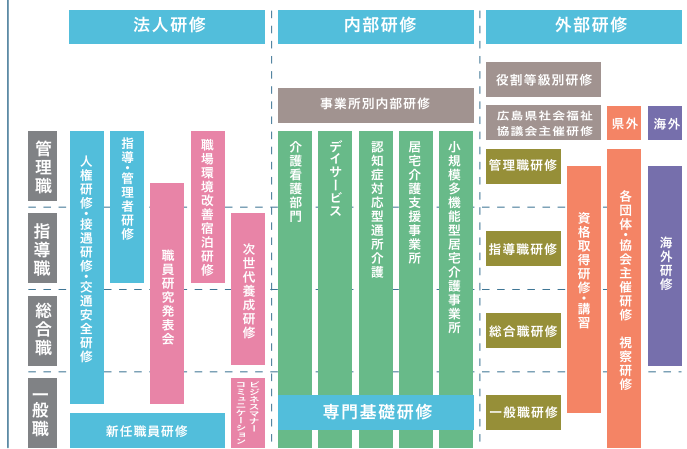 法人研修
内部研修
外部研修
役割等級別研修
事業所別内部研修
広島県社会福祉
協議会主催研修
県外
海外
管理職
指導職
総合職
一般職
人権研修・接遇研修・交通安全研修
指導・管理者研修
職員研究発表会
職場環境改善宿泊研修
次世代養成研修
新任職員研修
ビジネスマナー
コミュニケーション
介護看護部門
デイサービス
認知症対応型通所介護
居宅介護支援事業所
小規模多機能型居宅介護事業所
専門基礎研修
管理職研修
指導職研修
総合職研修
一般職研修
資格取得研修・講習
各団体・協会主催研修　視察研修
海外研修